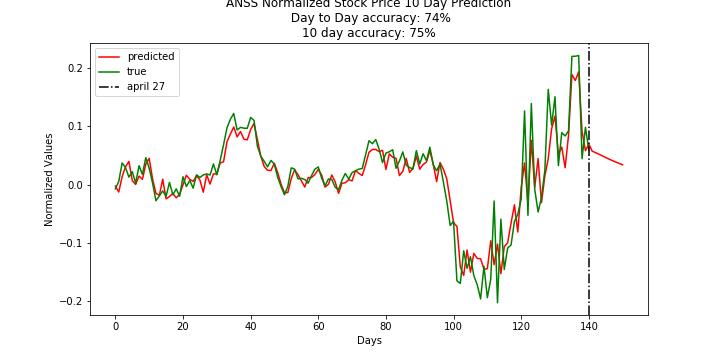 ANSS Normalized Stock Price 10 Day Prediction
Day to Day accuracy: 74%
10 day accuracy: 75%
predicted
true
april 27
Normalized Values
0.2
0.1
0.0
−0.1
−0.2
0 20 40 60 80 100 120 140
Days